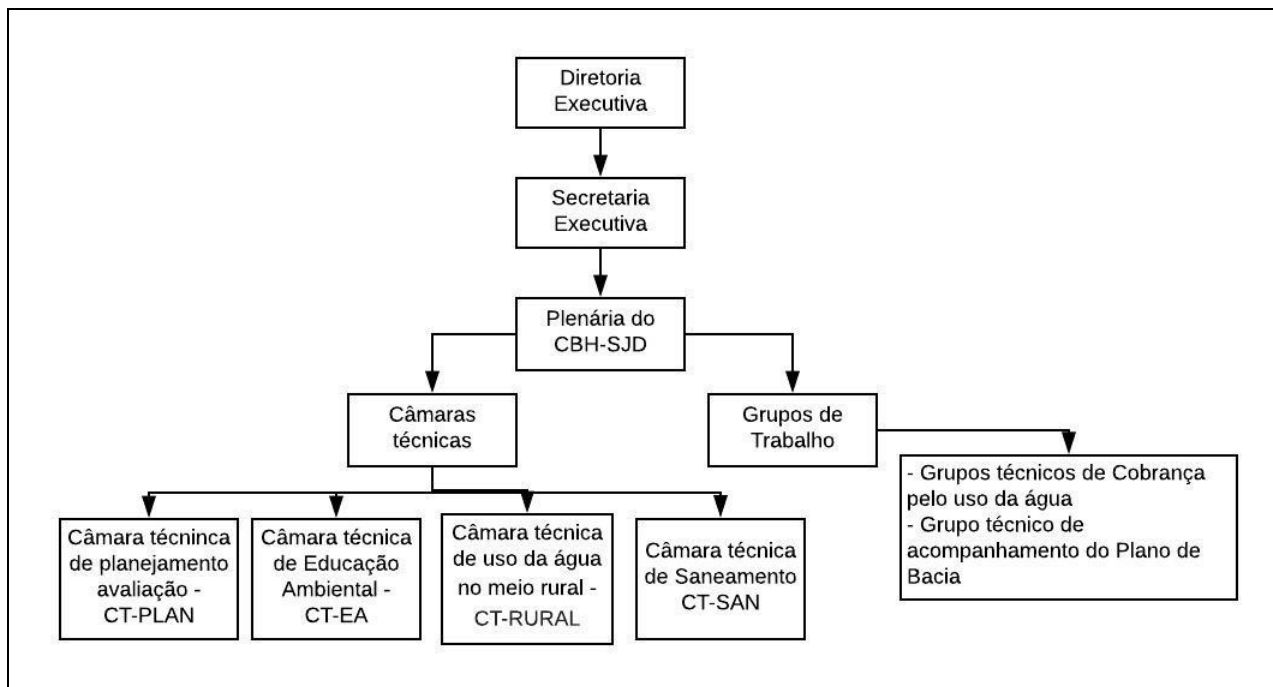 Diretoria
Executiva
Secretaria
Executiva
Plenária do
CBH-SJD
Câmaras
técnicas
Grupos de
Trabalho
- Grupos técnicos de Cobrança
pelo uso da água
- Grupo técnico de
acompanhamento do Plano de
Bacia
Câmara técninca
de planejamento
avaliação -
CT-PLAN
Câmara técnica
de Educação
Ambiental -
CT-EA
Câmara técnica
de uso da água
no meio rural -
CT-RURAL
Câmara técnica
de Saneamento
CT-SAN